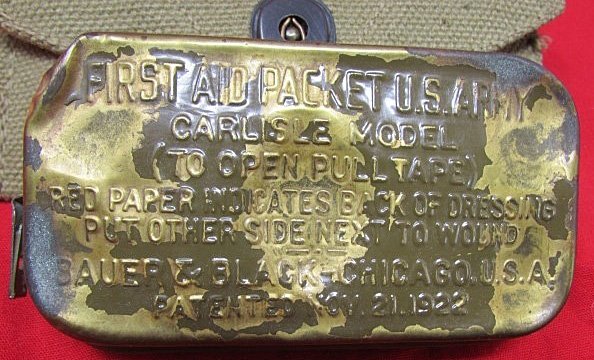 FIRST AID PACKET U.S. ARMY
CARLISLE MODEL
(TO OPEN PULL TAPE)
RED PAPER INDICATES BACK OF DRESSING
PUT OTHER SIDE NEXT TO WOUND
BAUER & BLACK-CHICAGO, U.S.A.
PATENTED NOV. 21. 1922